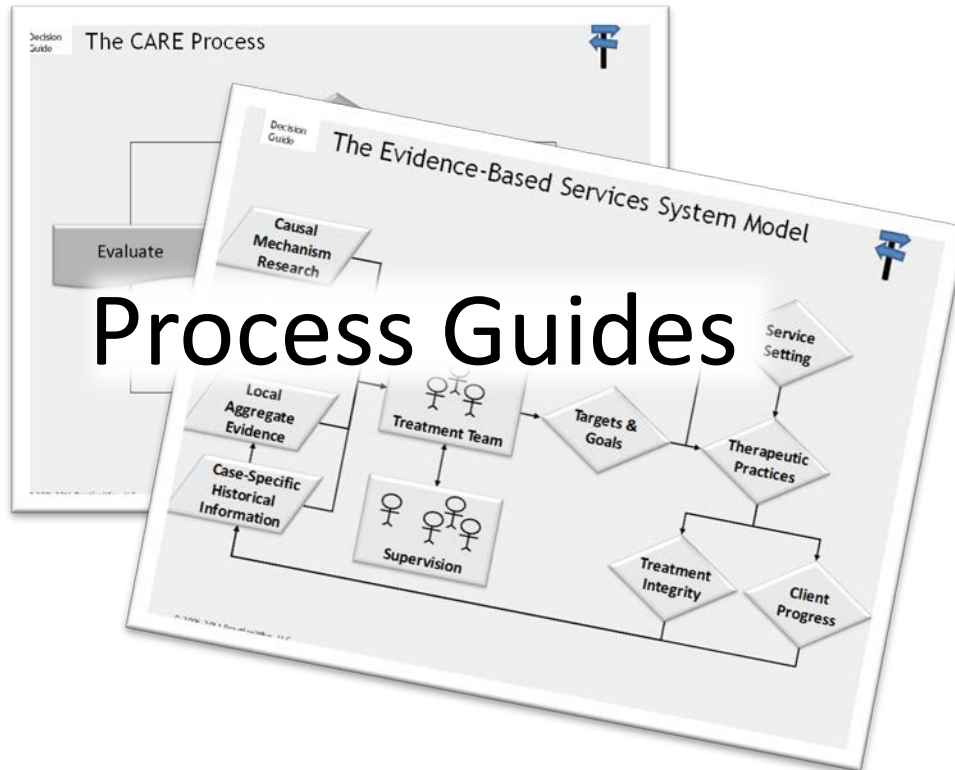 Decision
Guide
The CARE Process
Evaluate
Decision
Guide
The Evidence-Based Services System Model
Causal
Mechanism
Research
Process Guides
Service
Setting
Local
Aggregate
Evidence
Treatment Team
Targets &
Goals
Therapeutic
Practices
Case-Specific
Historical
Information
Supervision
Treatment
Integrity
Client
Progress